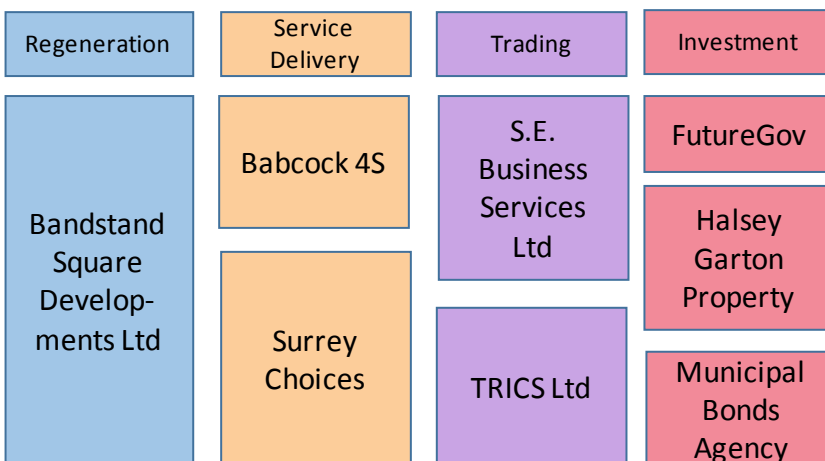 Regeneration
Service
Delivery
Trading
Investment
Bandstand
Square
Develop-
ments Ltd
Babcock 4S
Surrey
Choices
S.E.
Business
Services
Ltd
TRICS Ltd
FutureGov
Halsey
Garton
Property
Municipal
Bonds
Agency